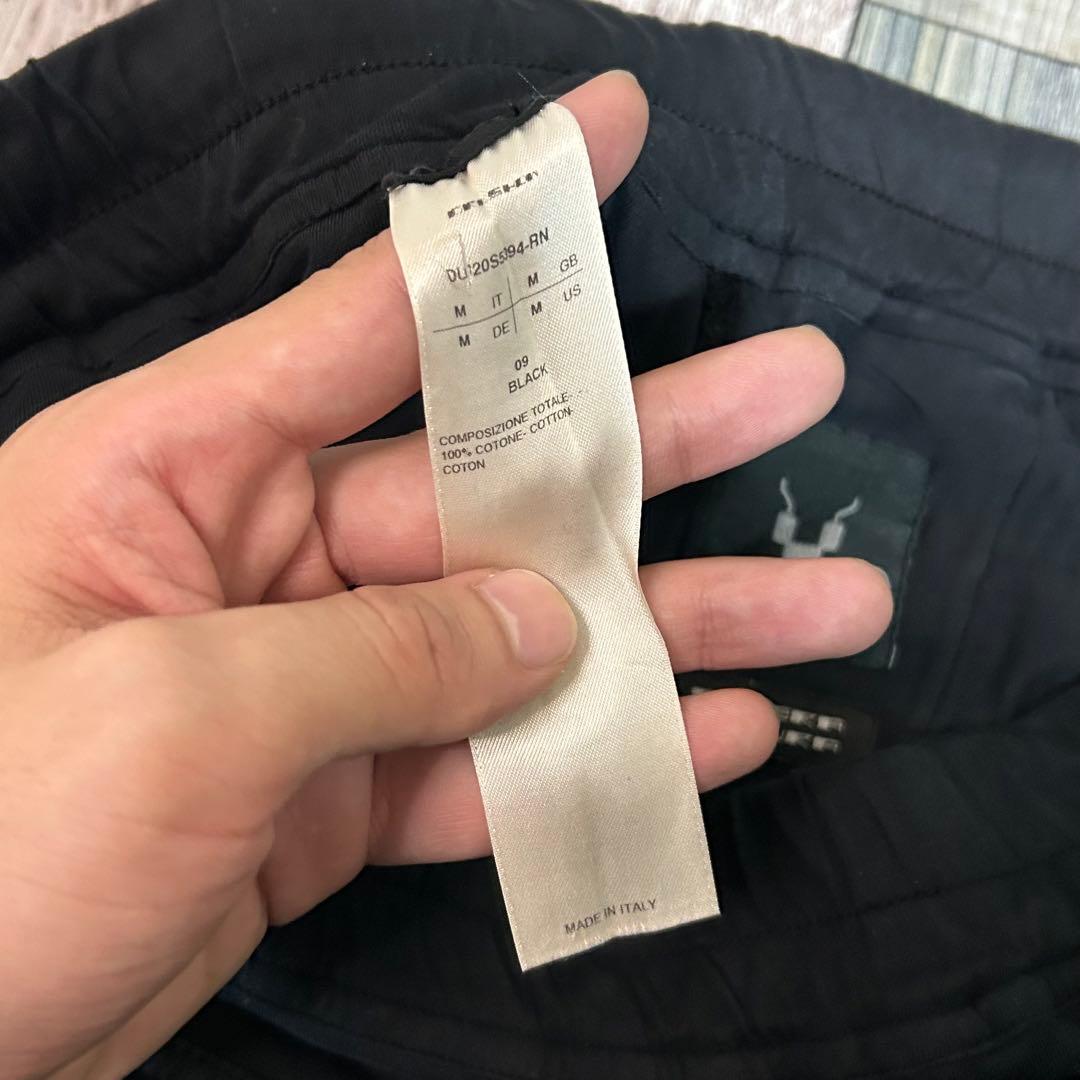 M IT M GB
M DE M US
09
BLACK
COMPOSIZIONE TOTALE-
100% COTONE- COTTON-
COTON
MADE IN ITALY